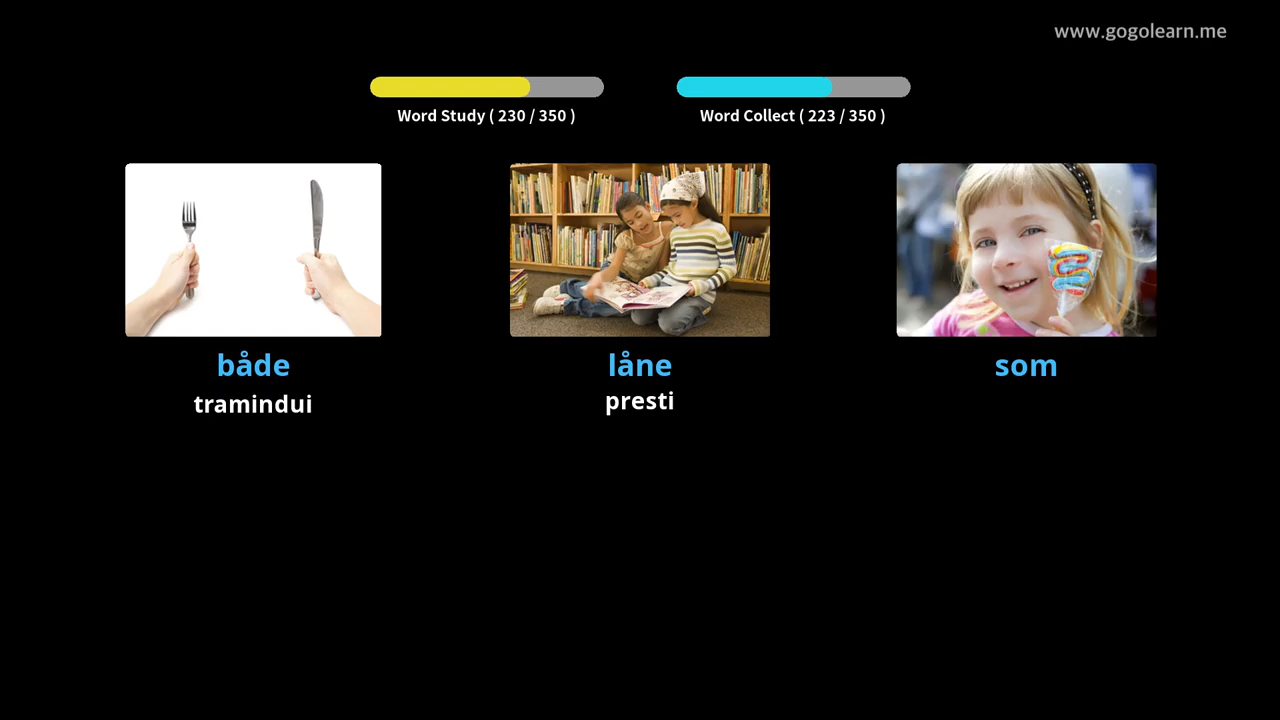 www.gogolearn.me
Word Study ( 230 / 350 )
Word Collect ( 223 / 350 )
både
låne
som
tramindui
presti